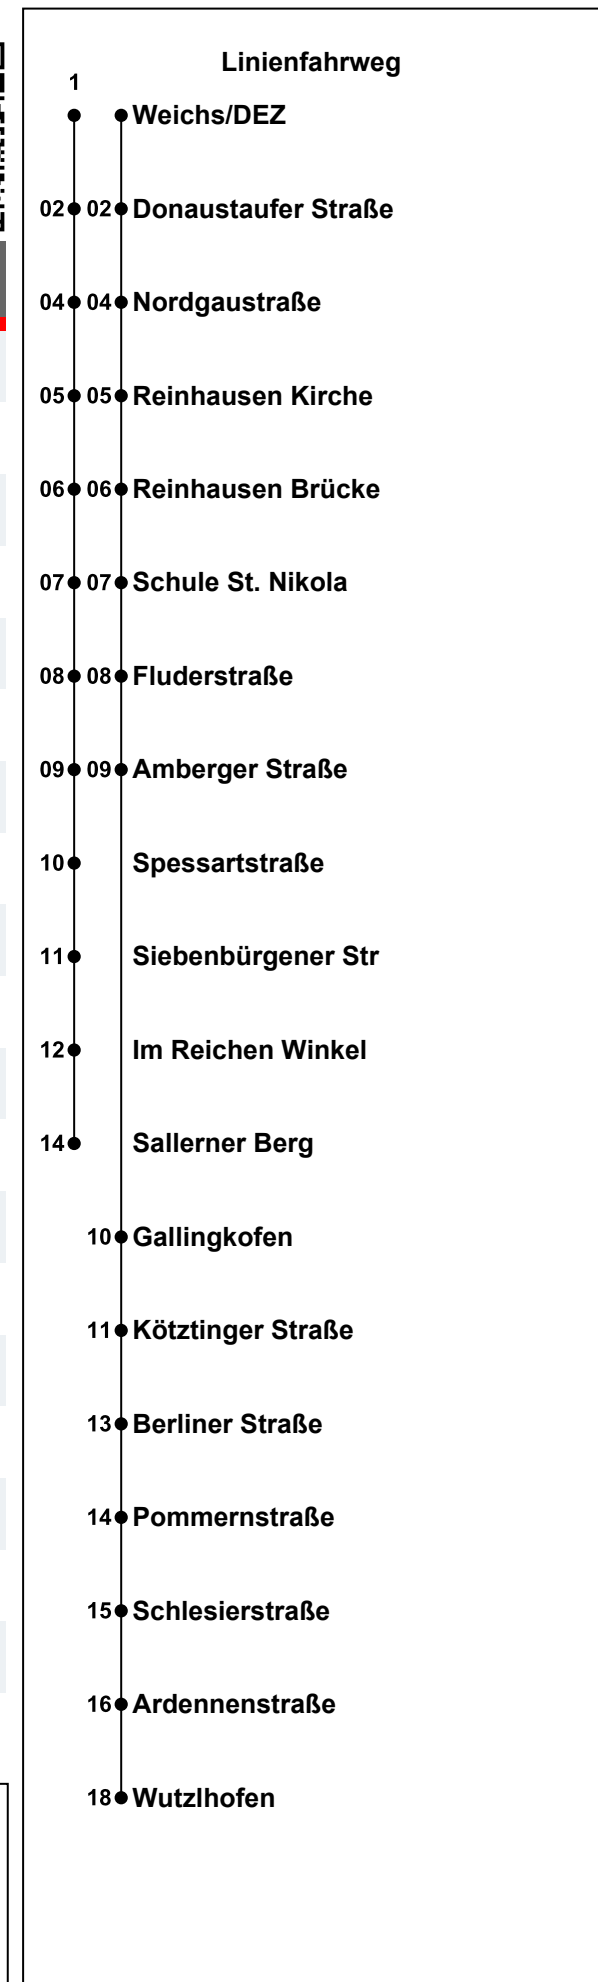 Linienfahrweg
1
Weichs/DEZ
02 02 Donaustaufer Straße
04 04 Nordgaustraße
05 05 Reinhausen Kirche
06 06 Reinhausen Brücke
07 07 Schule St. Nikola
08 08 Fluderstraße
09 09 Amberger Straße
10 Spessartstraße
11 Siebenbürgener Str
12 Im Reichen Winkel
14 Sallerner Berg
10 Gallingkofen
11 Kötztinger Straße
13 Berliner Straße
14 Pommernstraße
15 Schlesierstraße
16 Ardennenstraße
18 Wutzlhofen